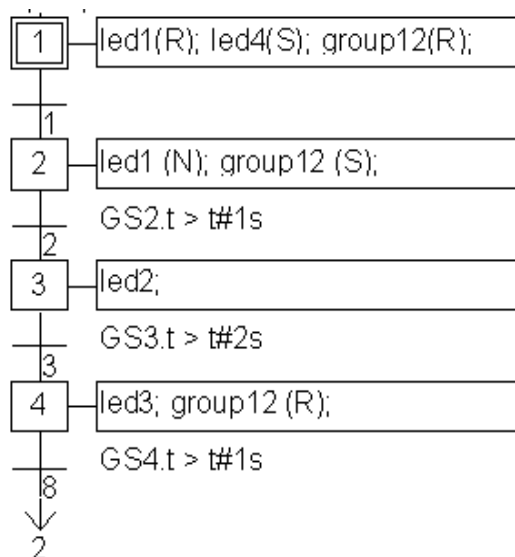 1 led1(R); led4(S); group12(R);
1
2 led1 (N); group12 (S);
GS2.t > t#1s
2
3 led2;
GS3.t > t#2s
3
4 led3; group12 (R);
GS4.t > t#1s
8
2